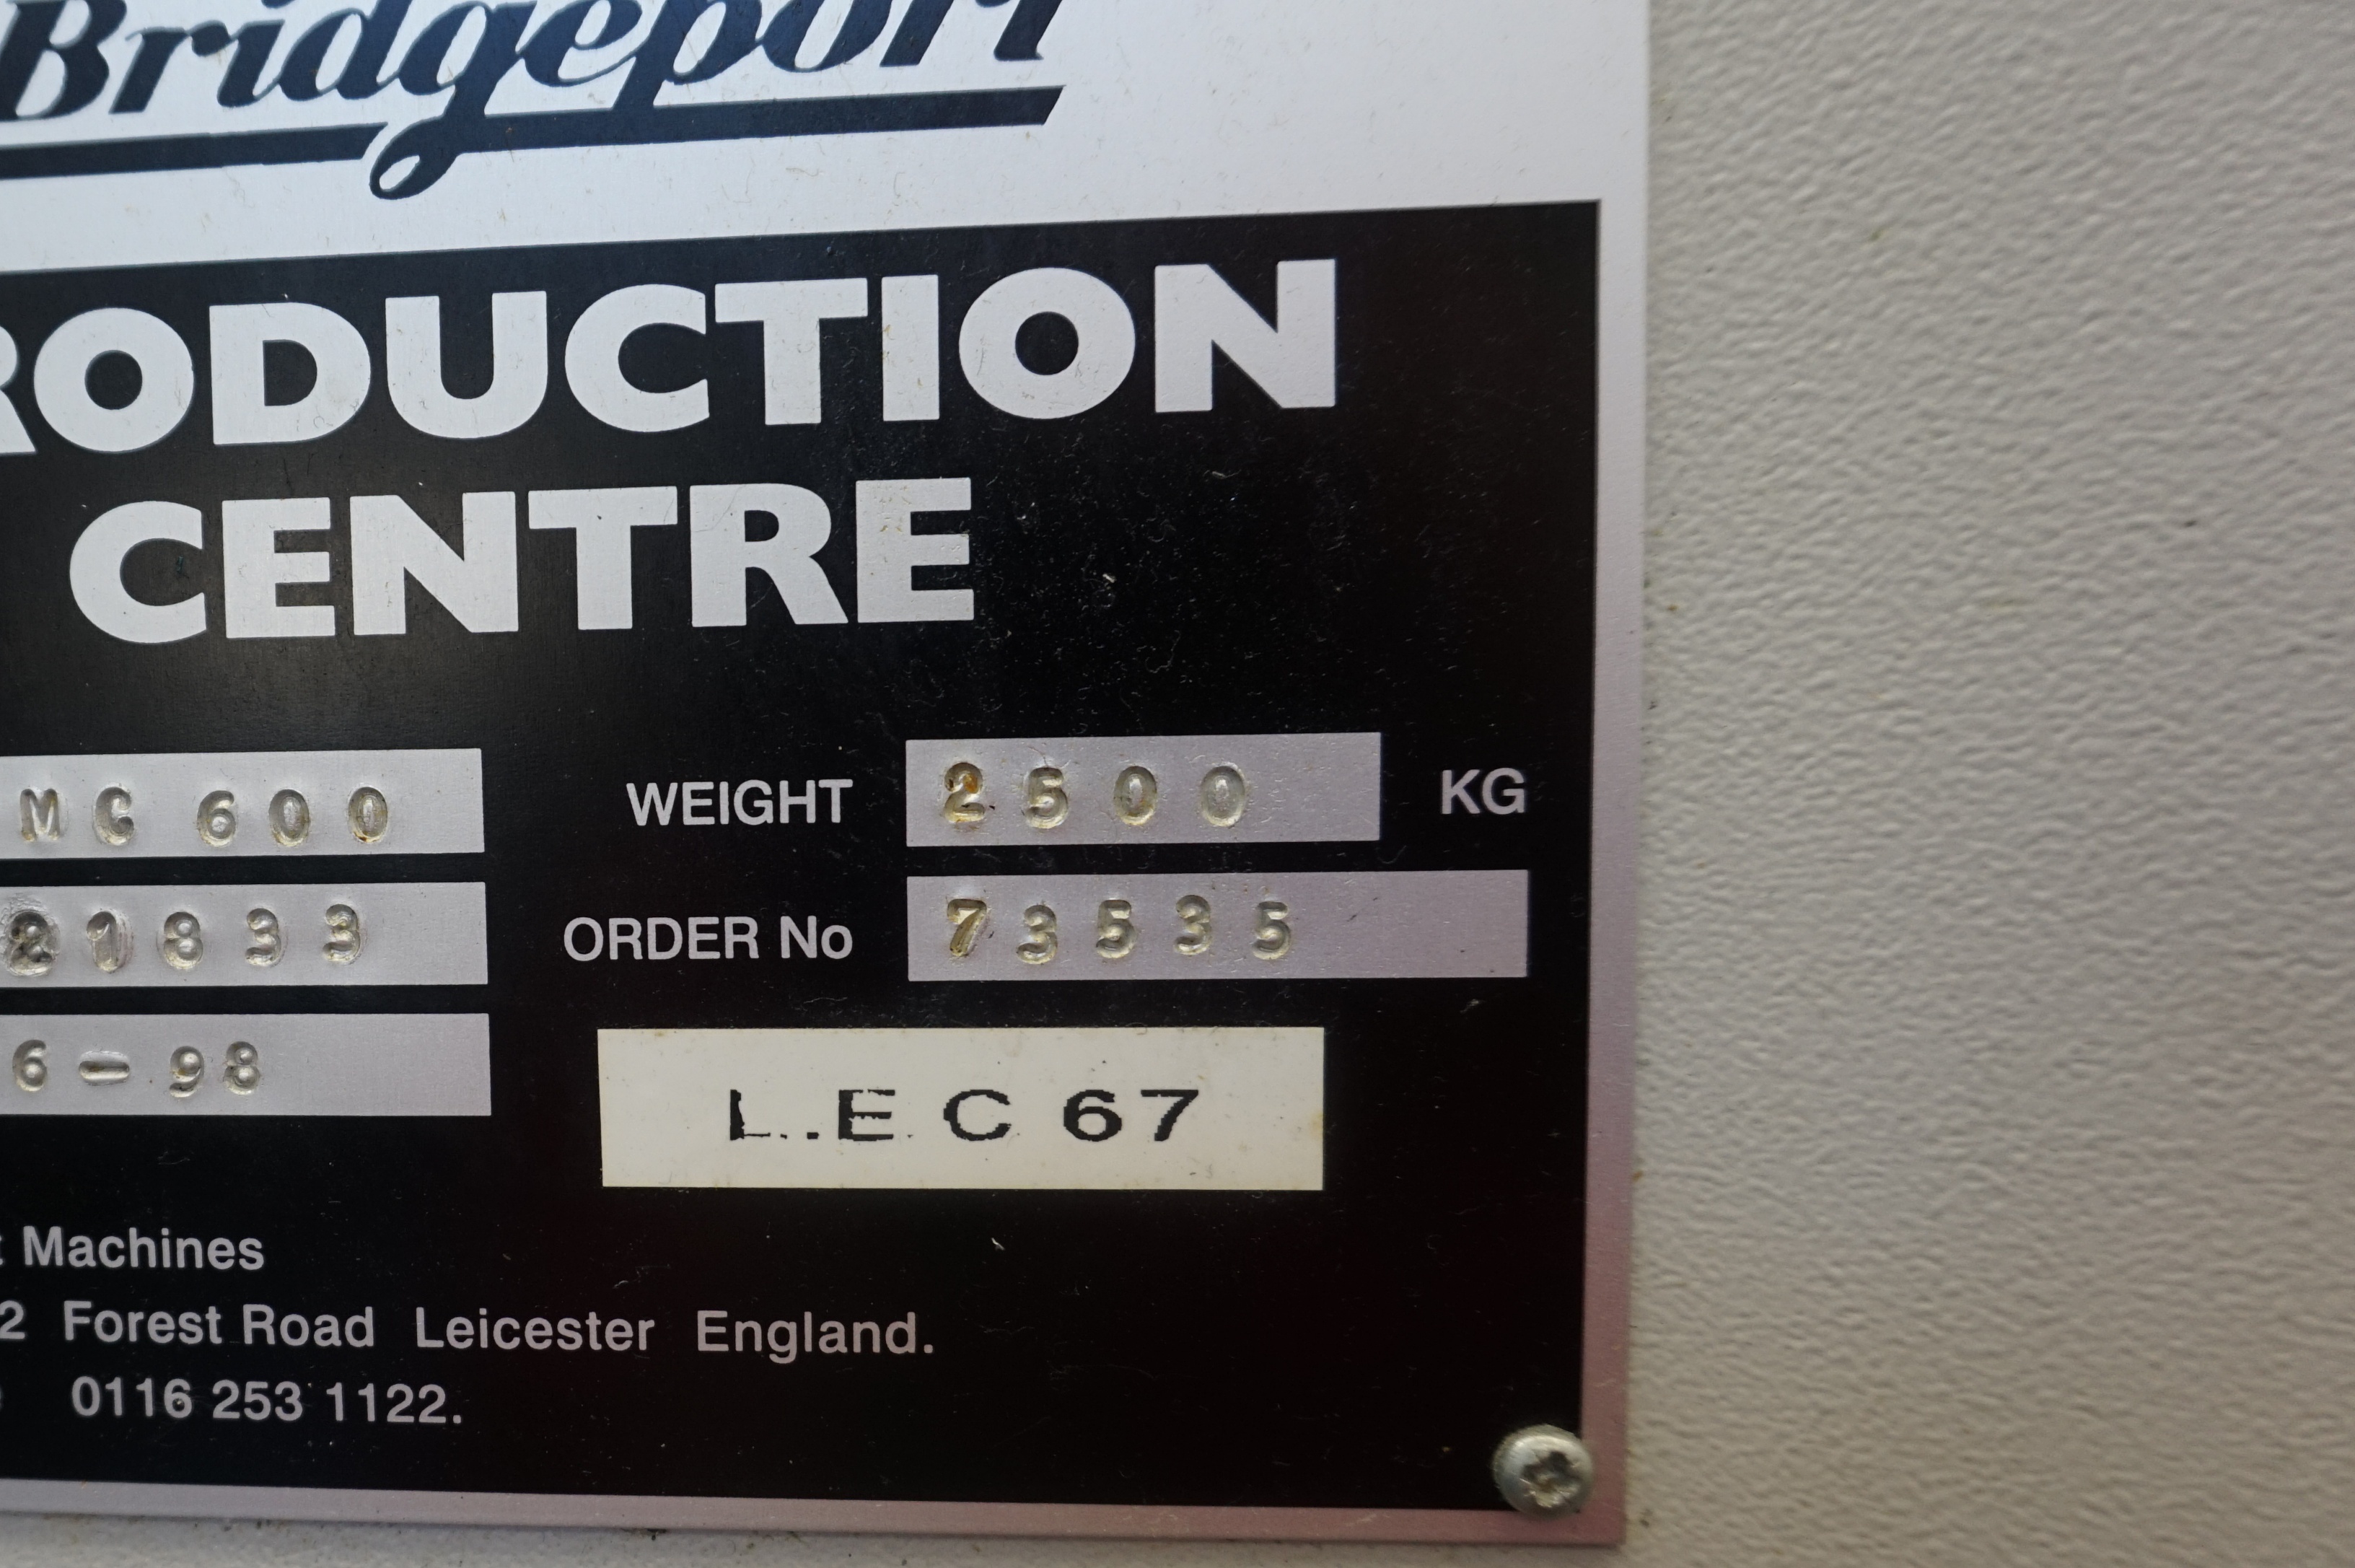 Bridgeport
RODUCTION
CENTRE
MC 600
WEIGHT 2500 KG
21833
ORDER No 73535
6-98
L.E.C 67
t Machines
2 Forest Road Leicester England.
0116 253 1122.